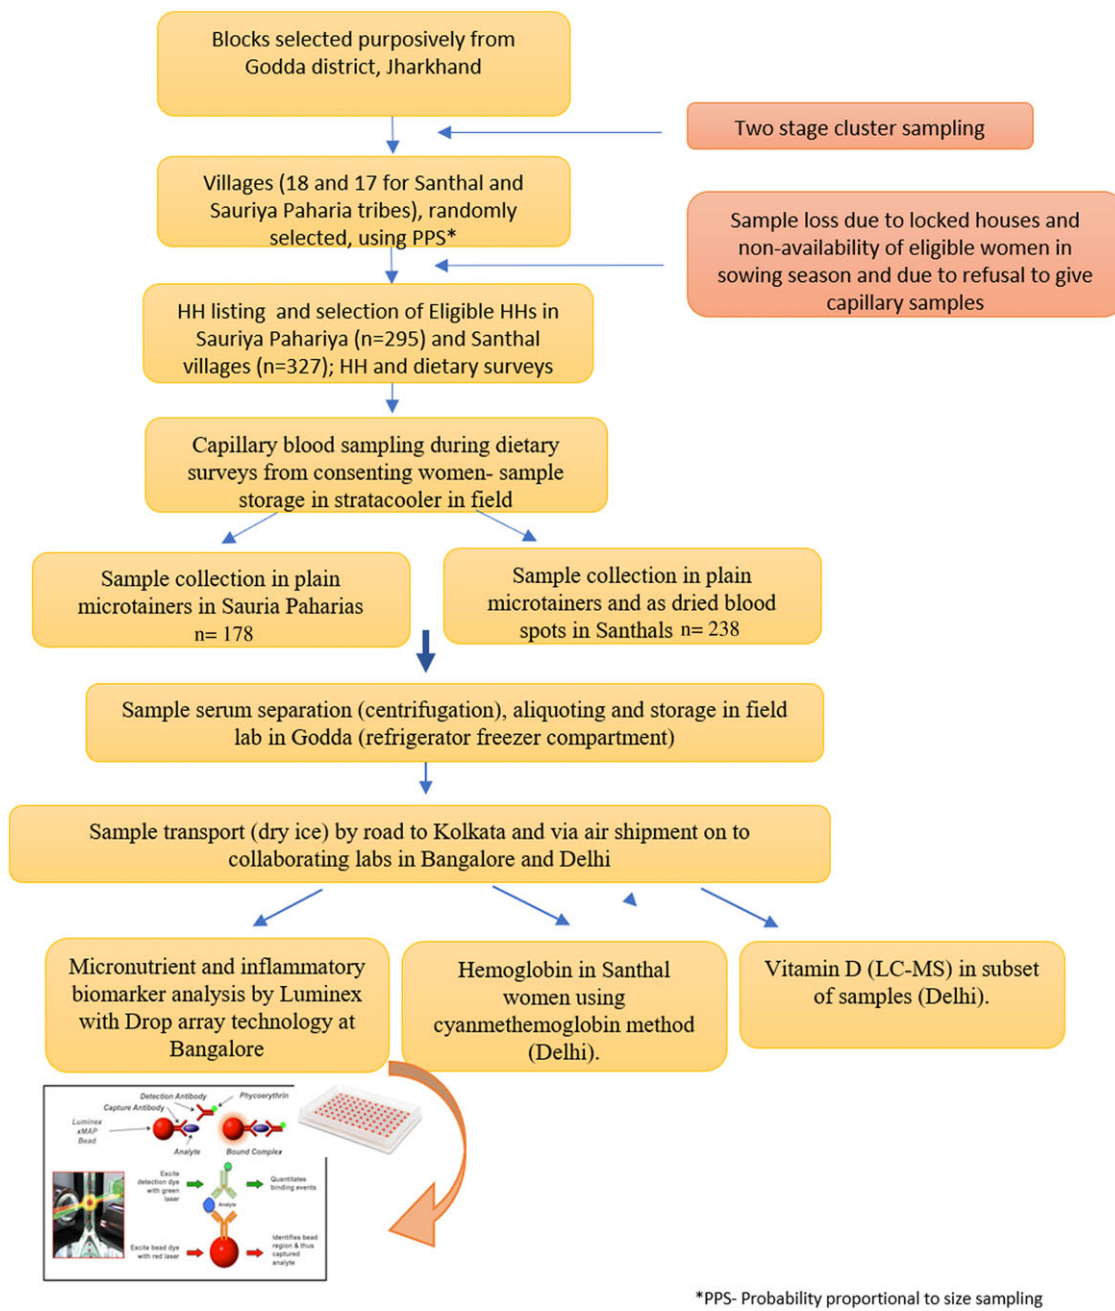 Blocks selected purposively from
Godda district, Jharkhand
Two stage cluster sampling
Villages (18 and 17 for Santhal and
Sauriya Paharia tribes), randomly
selected, using PPS*
Sample loss due to locked houses and
non-availability of eligible women in
sowing season and due to refusal to give
capillary samples
HH listing and selection of Eligible HHs in
Sauriya Pahariya (n=295) and Santhal
villages (n=327); HH and dietary surveys
Capillary blood sampling during dietary
surveys from consenting women- sample
storage in stratacooler in field
Sample collection in plain
microtainers in Sauria Paharias
n= 178
Sample collection in plain
microtainers and as dried blood
spots in Santhals n= 238
Sample serum separation (centrifugation), aliquoting and storage in field
lab in Godda (refrigerator freezer compartment)
Sample transport (dry ice) by road to Kolkata and via air shipment on to
collaborating labs in Bangalore and Delhi
Micronutrient and inflammatory
biomarker analysis by Luminex
with Drop array technology at
Bangalore
Hemoglobin in Santhal
women using
cyanmethemoglobin method
(Delhi).
Vitamin D (LC-MS) in subset
of samples (Delhi).
Detection Antibody
Phycoerythrin
Capture Antibody
Luminex
xMAP
Bead
Analyte
Bound Complex
Excite
detection dye
with green
laser
Quantitates
binding events
Analyte
Excite bead dye
with red laser
Identifies bead
region & thus
captured
analyte
*PPS- Probability proportional to size sampling